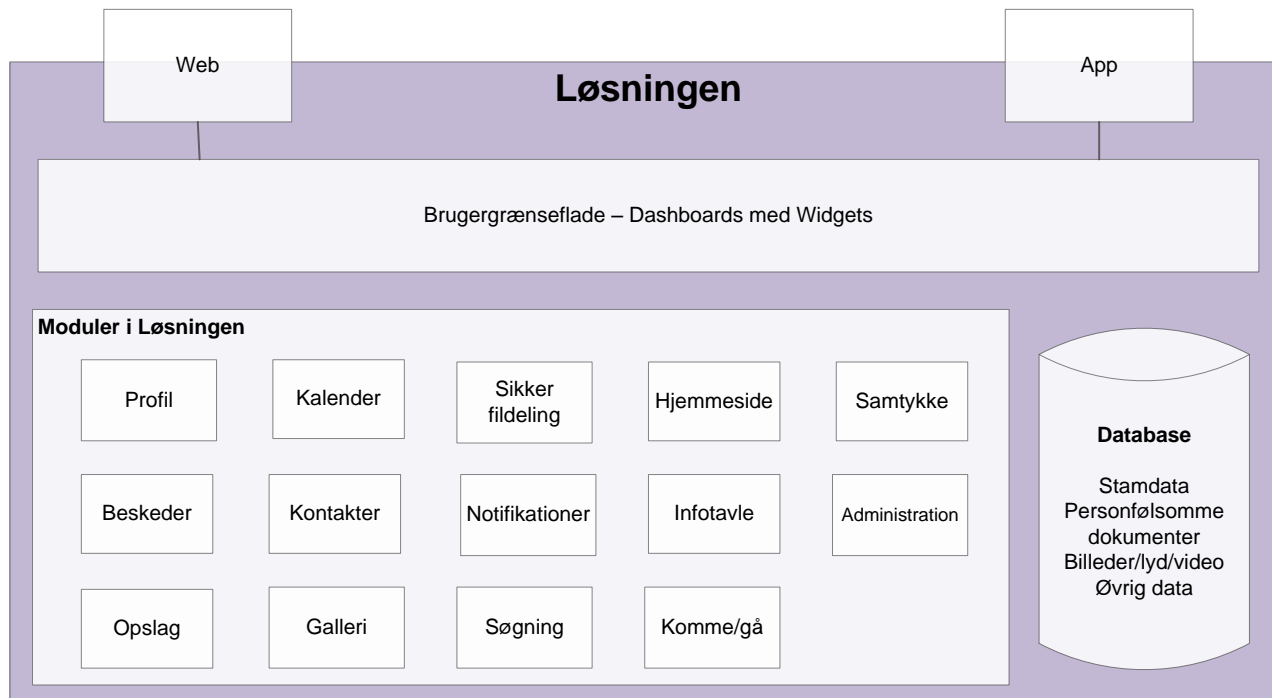 Web
App
Løsningen
Brugergrænseflade – Dashboards med Widgets
Moduler i Løsningen
Profil
Kalender
Sikker
fildeling
Hjemmeside
Samtykke
Beskeder
Kontakter
Notifikationer
Infotavle
Administration
Opslag
Galleri
Søgning
Komme/gå
Database
Stamdata
Personfølsomme
dokumenter
Billeder/lyd/video
Øvrig data